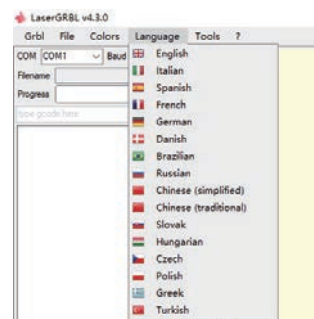 LaserGRBL v4.3.0
Grbl File Colors Language Tools ?
COM COM1 Baud
Filename
Progress
type gcode here
English
Italian
Spanish
French
German
Danish
Brazilian
Russian
Chinese (simplified)
Chinese (traditional)
Slovak
Hungarian
Czech
Polish
Greek
Turkish